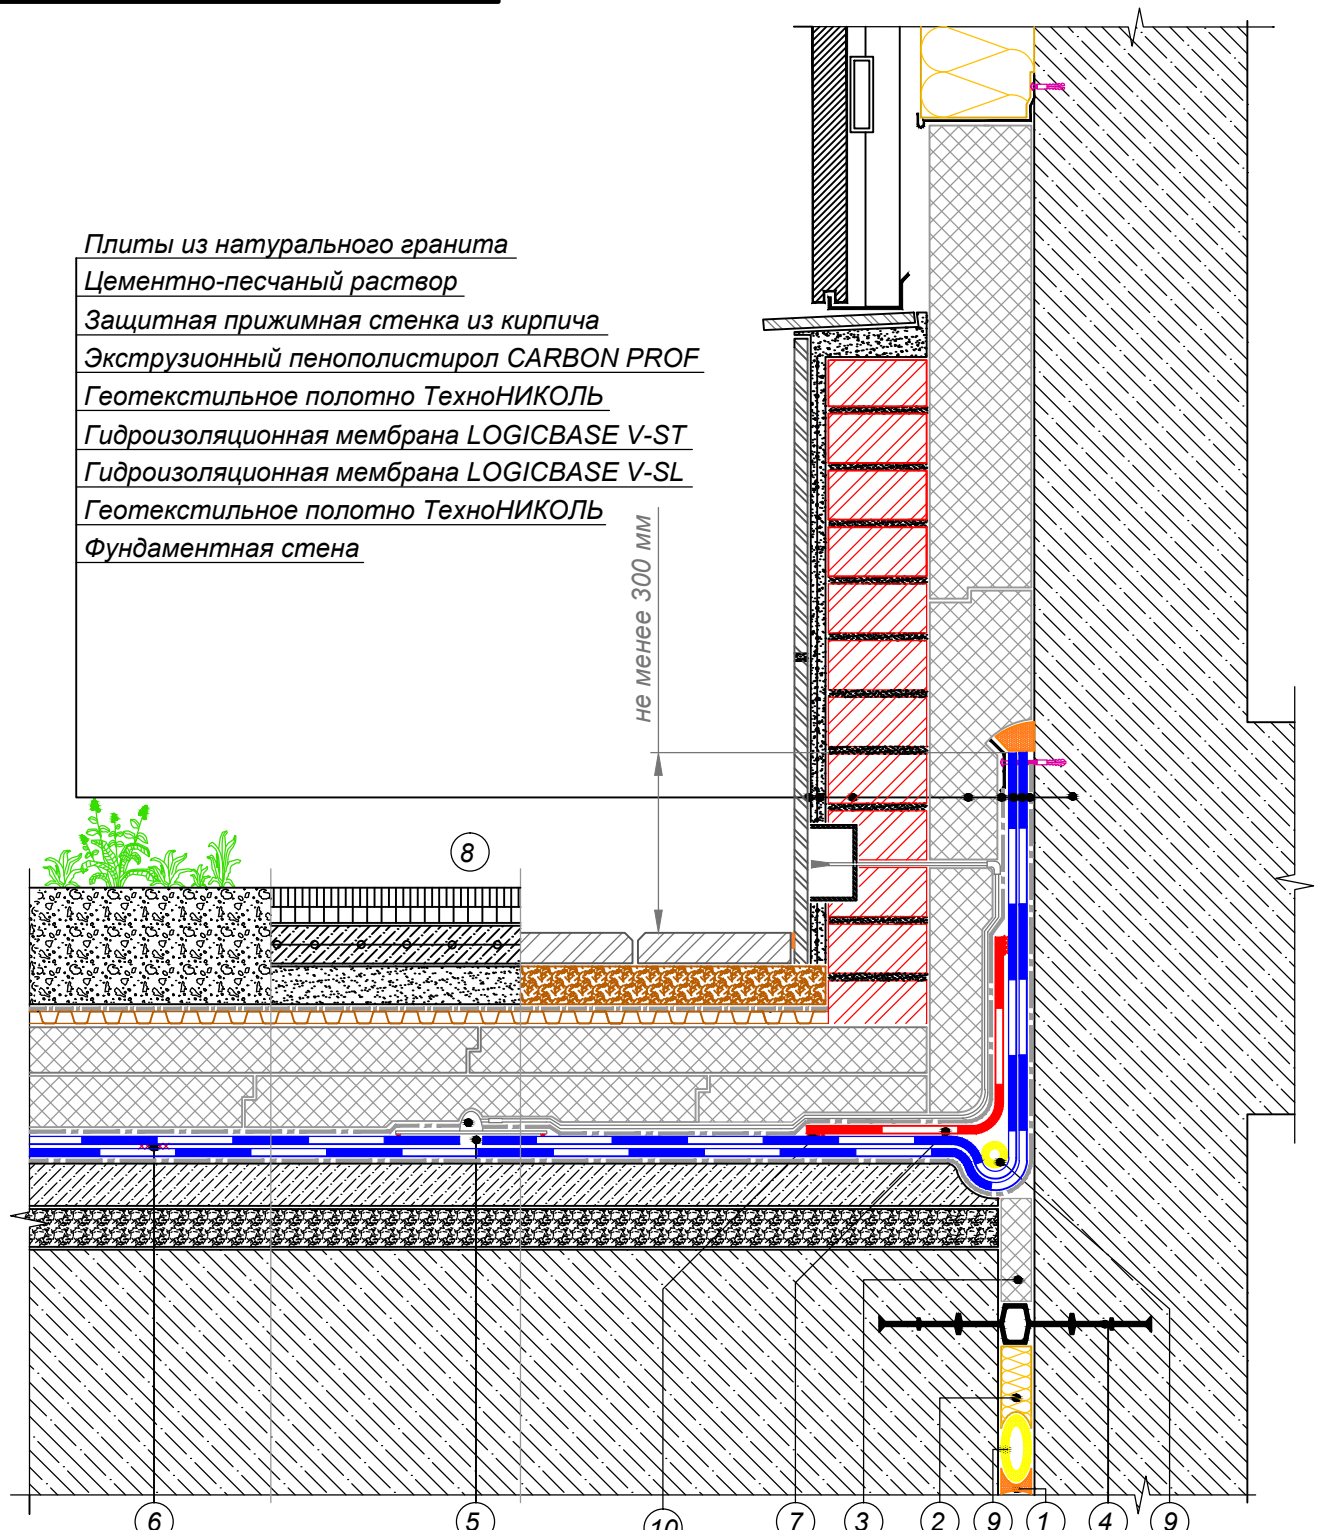 Плиты из натурального гранита
Цементно-песчаный раствор
Защитная прижимная стенка из кирпича
Экструзионный пенополистирол CARBON PROF
Геотекстильное полотно ТехноНИКОЛЬ
Гидроизоляционная мембрана LOGICBASE V-ST
Гидроизоляционная мембрана LOGICBASE V-SL
Геотекстильное полотно ТехноНИКОЛЬ
Фундаментная стена
не менее 300 мм
8
6 5 10 7 3 2 9 1 4 9